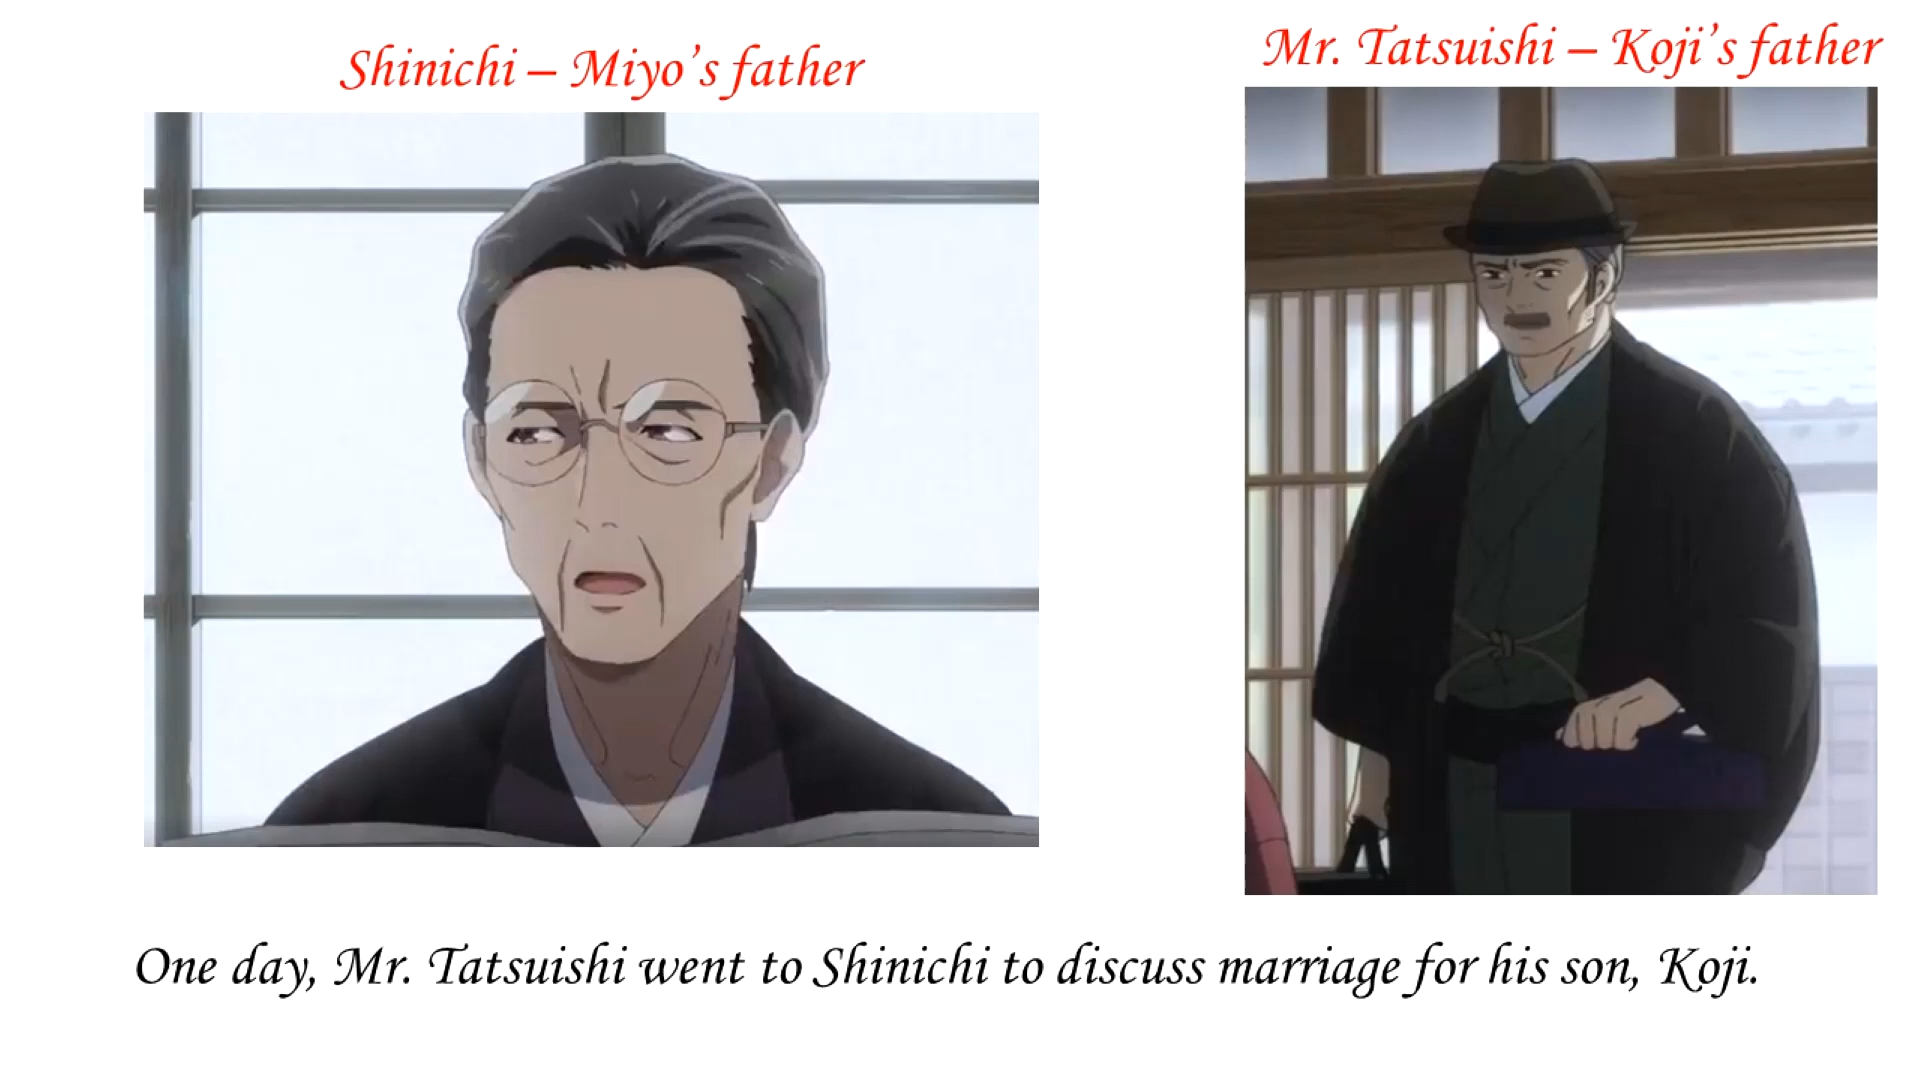 Shinichi – Miyo's father
Mr. Tatsuishi – Koji's father
One day, Mr. Tatsuishi went to Shinichi to discuss marriage for his son, Koji.